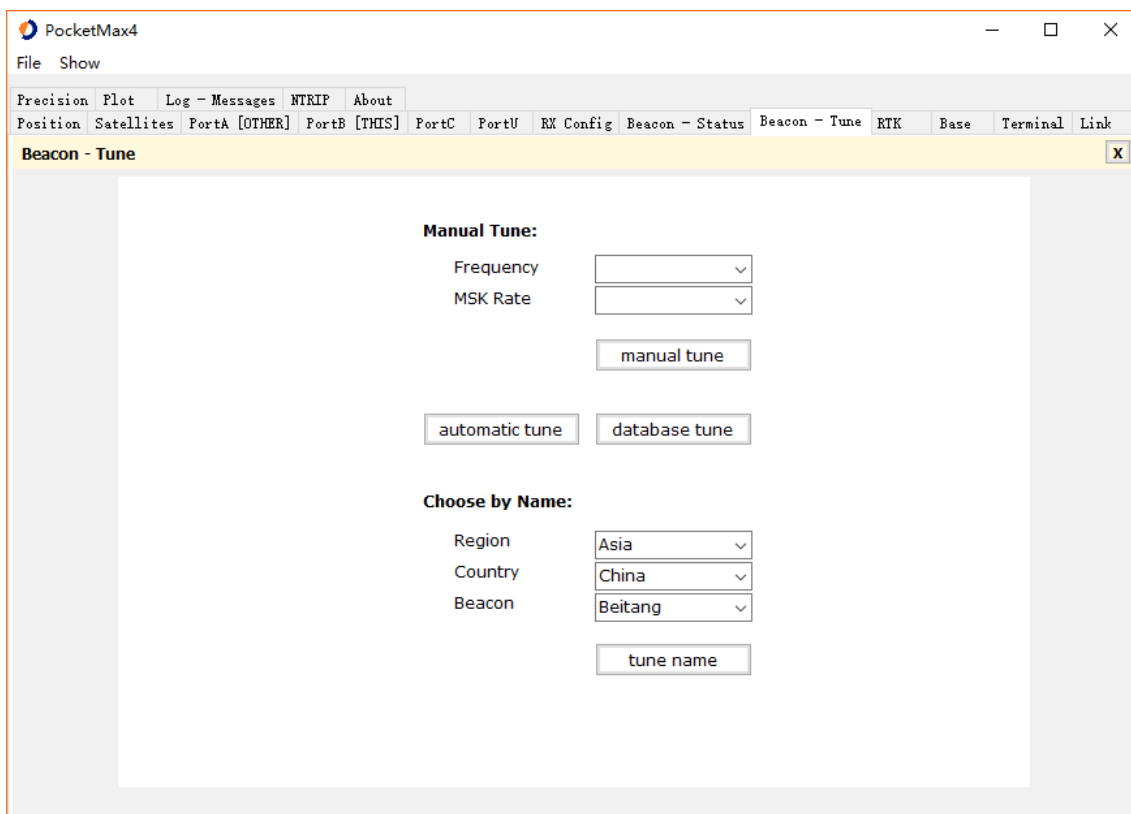 PocketMax4
File Show
Precision Plot Log - Messages NTRIP About
Position Satellites PortA [OTHER] PortB [THIS] PortC PortU RX Config Beacon - Status Beacon - Tune RTK Base Terminal Link
Beacon - Tune X
Manual Tune:
Frequency
MSK Rate
manual tune
automatic tune database tune
Choose by Name:
Region Asia
Country China
Beacon Beitang
tune name